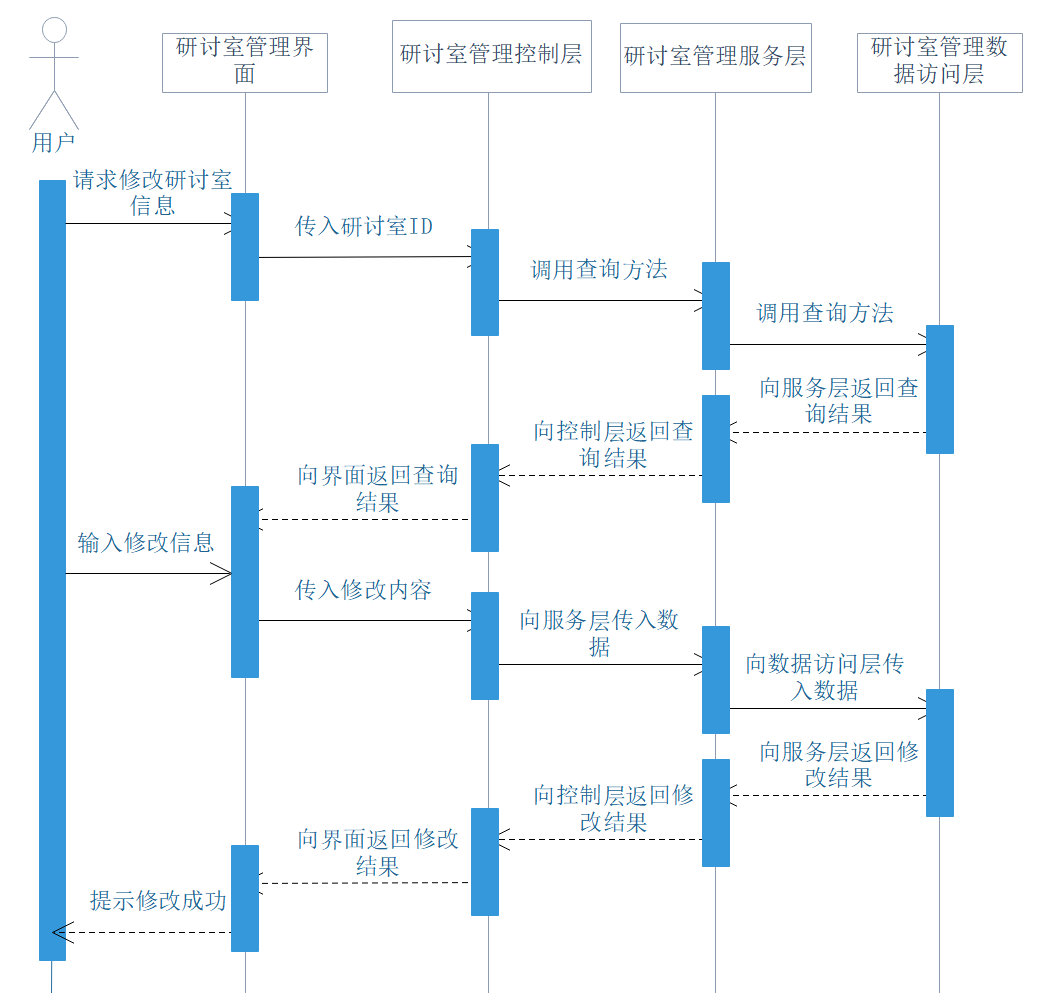 研讨室管理界
面
研讨室管理控制层
研讨室管理服务层
研讨室管理数
据访问层
用户
请求修改研讨室
信息
传入研讨室ID
调用查询方法
调用查询方法
向服务层返回查
询结果
向控制层返回查
询结果
向界面返回查询
结果
输入修改信息
传入修改内容
向服务层传入数
据
向数据访问层传
入数据
向服务层返回修
改结果
向控制层返回修
改结果
向界面返回修改
结果
提示修改成功